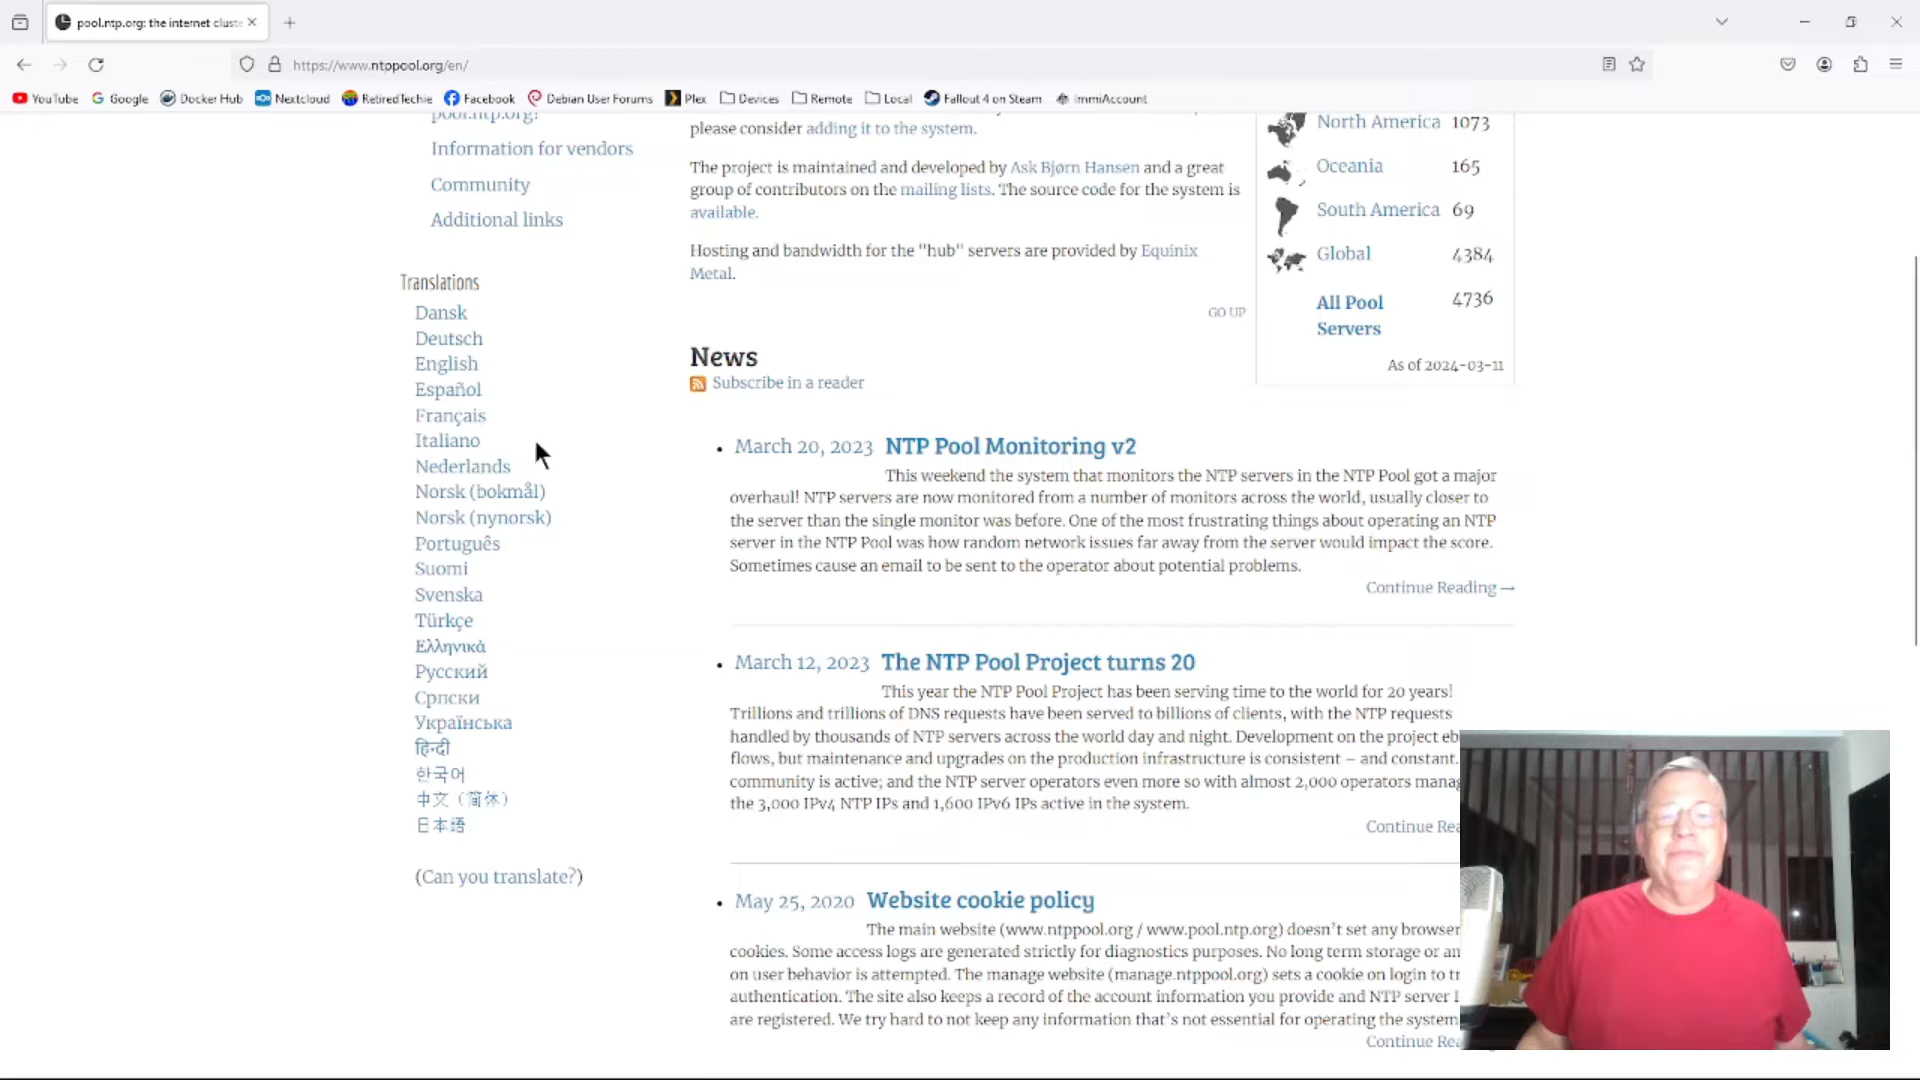 pool.ntp.org: the internet cluste
https://www.ntppool.org/en/
YouTube
Google
Docker Hub
Nextcloud
RetiredTechie
Facebook
Debian User Forums
Plex
Devices
Remote
Local
Fallout 4 on Steam
ImmiAccount
pool.ntp.org?
Information for vendors
Community
Additional links
Translations
Dansk
Deutsch
English
Español
Français
Italiano
Nederlands
Norsk (bokmål)
Norsk (nynorsk)
Português
Suomi
Svenska
Türkçe
Ελληνικά
Русский
Српски
Українська
हिन्दी
한국어
中文（简体）
日本語
(Can you translate?)
please consider adding it to the system.
The project is maintained and developed by Ask Bjørn Hansen and a great
group of contributors on the mailing lists. The source code for the system is
available.
Hosting and bandwidth for the "hub" servers are provided by Equinix
Metal.
GO UP
North America 1073
Oceania 165
South America 69
Global 4384
All Pool 4736
Servers
As of 2024-03-11
News
Subscribe in a reader
• March 20, 2023 NTP Pool Monitoring v2
This weekend the system that monitors the NTP servers in the NTP Pool got a major
overhaul! NTP servers are now monitored from a number of monitors across the world, usually closer to
the server than the single monitor was before. One of the most frustrating things about operating an NTP
server in the NTP Pool was how random network issues far away from the server would impact the score.
Sometimes cause an email to be sent to the operator about potential problems.
Continue Reading →
• March 12, 2023 The NTP Pool Project turns 20
This year the NTP Pool Project has been serving time to the world for 20 years!
Trillions and trillions of DNS requests have been served to billions of clients, with the NTP requests
handled by thousands of NTP servers across the world day and night. Development on the project eb
flows, but maintenance and upgrades on the production infrastructure is consistent – and constant.
community is active; and the NTP server operators even more so with almost 2,000 operators mana
the 3,000 IPv4 NTP IPs and 1,600 IPv6 IPs active in the system.
Continue Rea
• May 25, 2020 Website cookie policy
The main website (www.ntppool.org / www.pool.ntp.org) doesn't set any browser
cookies. Some access logs are generated strictly for diagnostics purposes. No long term storage or an
on user behavior is attempted. The manage website (manage.ntppool.org) sets a cookie on login to tr
authentication. The site also keeps a record of the account information you provide and NTP server I
are registered. We try hard to not keep any information that's not essential for operating the system
Continue Rea